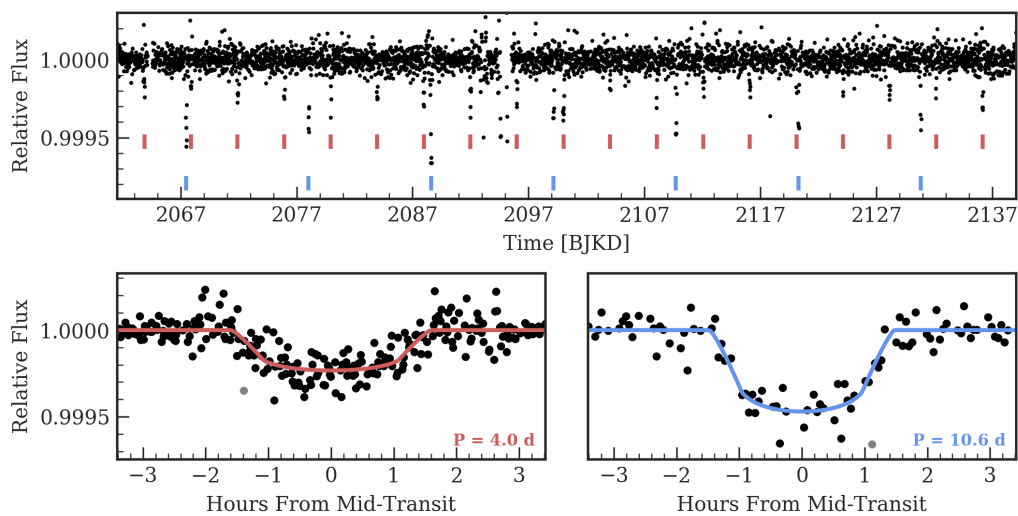 Relative Flux
1.0000
0.9995
2067 2077 2087 2097 2107 2117 2127 2137
Time [BJKD]
Relative Flux
1.0000
0.9995
P = 4.0 d
−3 −2 −1 0 1 2 3
Hours From Mid-Transit
P = 10.6 d
−3 −2 −1 0 1 2 3
Hours From Mid-Transit